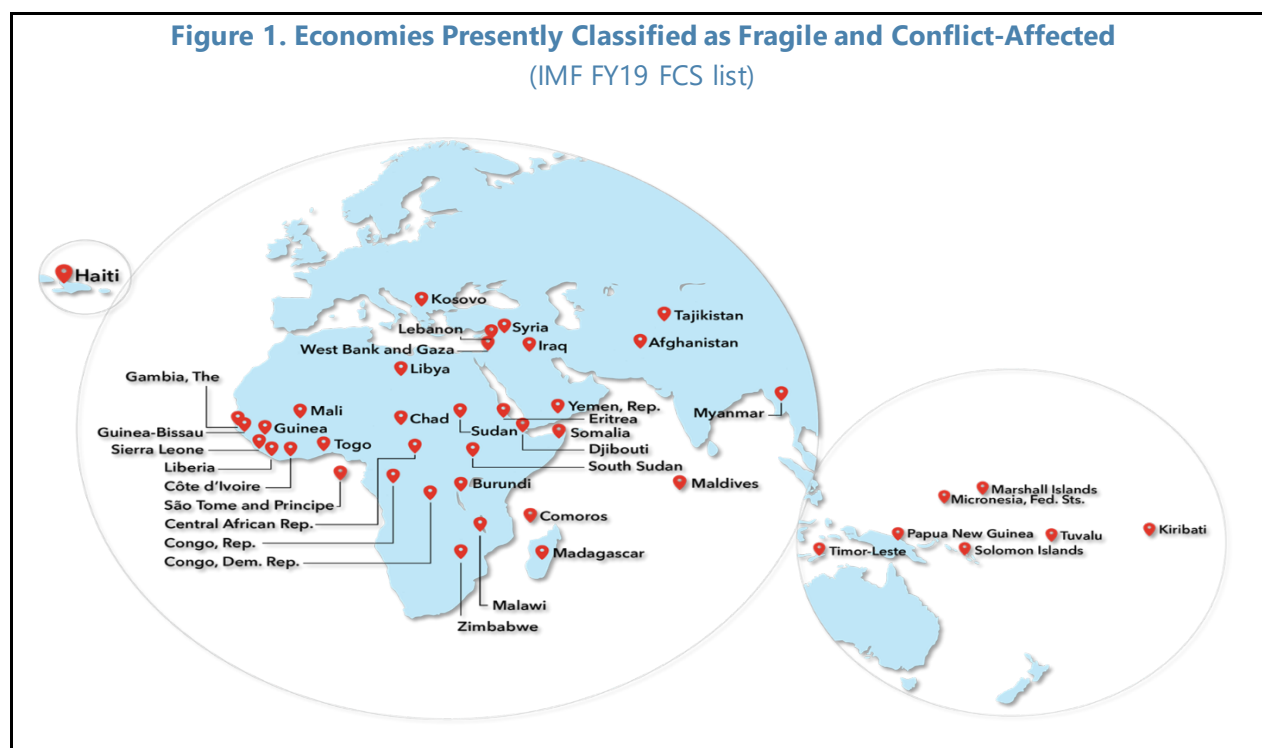 Figure 1. Economies Presently Classified as Fragile and Conflict-Affected
(IMF FY19 FCS list)
Haiti
Kosovo
Tajikistan
Lebanon
Syria
West Bank and Gaza
Iraq
Afghanistan
Libya
Gambia, The
Mali
Chad
Sudan
Yemen, Rep.
Eritrea
Myanmar
Guinea-Bissau
Guinea
Somalia
Sierra Leone
Togo
Djibouti
Liberia
South Sudan
Côte d'Ivoire
Burundi
Maldives
São Tome and Principe
Central African Rep.
Comoros
Congo, Rep.
Madagascar
Congo, Dem. Rep.
Malawi
Zimbabwe
Marshall Islands
Micronesia, Fed. Sts.
Papua New Guinea
Tuvalu
Kiribati
Timor-Leste
Solomon Islands